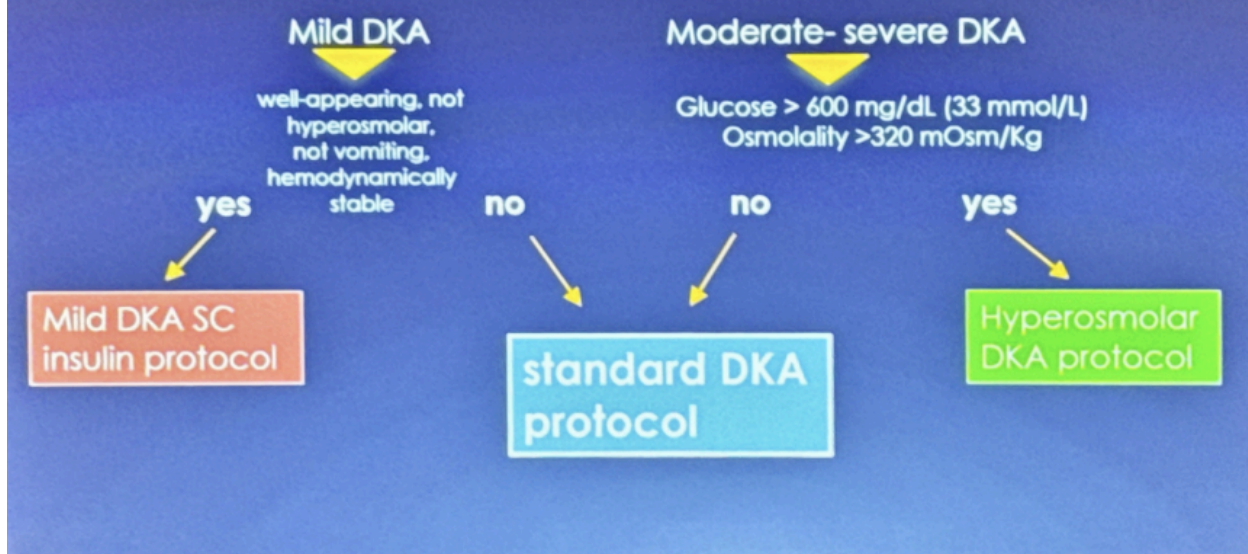 Mild DKA
well-appearing, not
hyperosmolar,
not vomiting,
hemodynamically
stable
yes
no
Mild DKA SC
insulin protocol
Moderate- severe DKA
Glucose > 600 mg/dL (33 mmol/L)
Osmolality >320 mOsm/Kg
no
yes
standard DKA
protocol
Hyperosmolar
DKA protocol